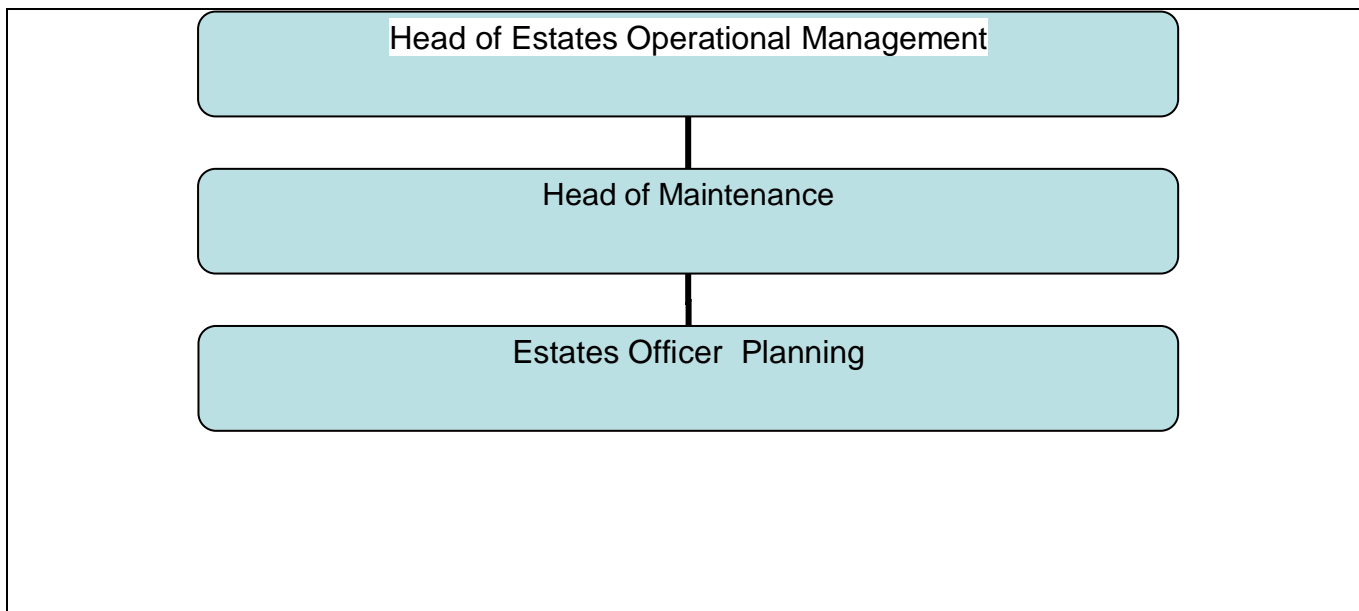 Head of Estates Operational Management
Head of Maintenance
Estates Officer  Planning